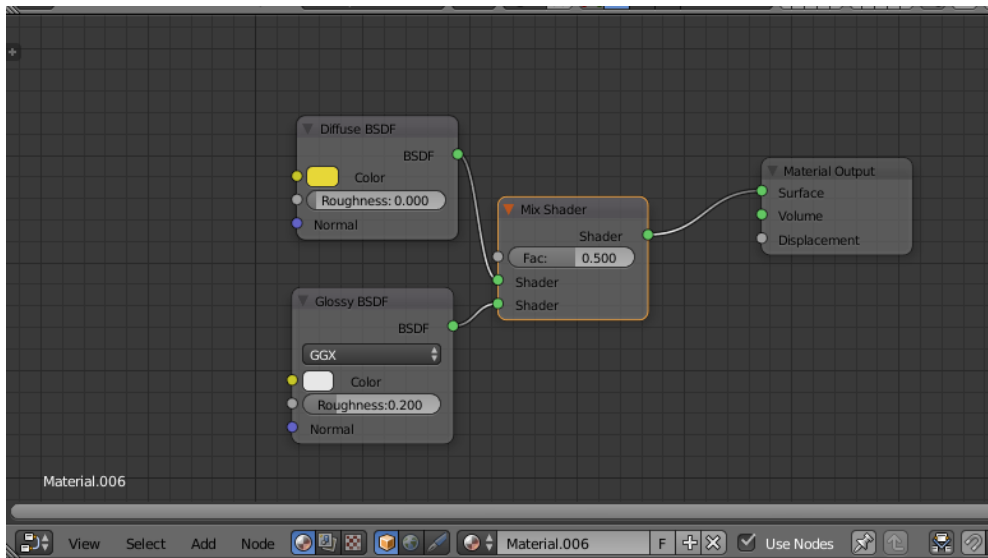 Diffuse BSDF
BSDF
Color
Roughness: 0.000
Normal
Glossy BSDF
BSDF
GGX
Color
Roughness:0.200
Normal
Mix Shader
Shader
Fac: 0.500
Shader
Shader
Material Output
Surface
Volume
Displacement
Material.006
View Select Add Node Material.006 F Use Nodes